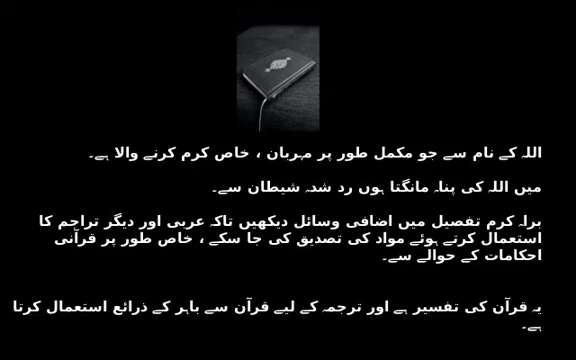 اللہ کے نام سے جو مکمل طور پر مہربان ، خاص کرم کرنے والا ہے۔
میں اللہ کی پناہ مانگتا ہوں رد شدہ شیطان سے۔
براہ کرم تفصیل میں اضافی وسائل دیکھیں تاکہ عربی اور دیگر تراجم کا
استعمال کرتے ہوئے مواد کی تصدیق کی جا سکے ، خاص طور پر قرآنی
احکامات کے حوالے سے۔
یہ قرآن کی تفسیر ہے اور ترجمہ کے لیے قرآن سے باہر کے ذرائع استعمال کرتا
ہے۔